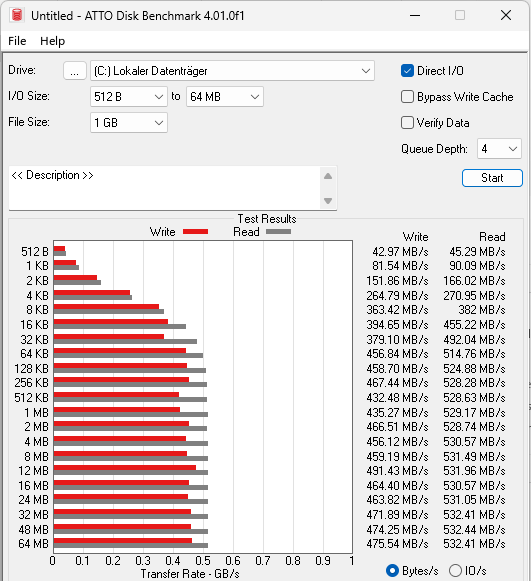 Untitled - ATTO Disk Benchmark 4.01.0f1
File Help
Drive: ... (C:) Lokaler Datenträger
I/O Size: 512 B to 64 MB
File Size: 1 GB
Direct I/O
Bypass Write Cache
Verify Data
Queue Depth: 4
<< Description >>
Start
Test Results
Write Read Write Read
512 B 42.97 MB/s 45.29 MB/s
1 KB 81.54 MB/s 90.09 MB/s
2 KB 151.86 MB/s 166.02 MB/s
4 KB 264.79 MB/s 270.95 MB/s
8 KB 363.42 MB/s 382 MB/s
16 KB 394.65 MB/s 455.22 MB/s
32 KB 379.10 MB/s 492.04 MB/s
64 KB 456.84 MB/s 514.76 MB/s
128 KB 458.70 MB/s 524.88 MB/s
256 KB 467.44 MB/s 528.28 MB/s
512 KB 432.48 MB/s 528.63 MB/s
1 MB 435.27 MB/s 529.17 MB/s
2 MB 466.51 MB/s 528.74 MB/s
4 MB 456.12 MB/s 530.57 MB/s
8 MB 459.19 MB/s 531.49 MB/s
12 MB 491.43 MB/s 531.96 MB/s
16 MB 464.40 MB/s 530.57 MB/s
24 MB 463.82 MB/s 531.05 MB/s
32 MB 471.89 MB/s 532.41 MB/s
48 MB 474.25 MB/s 532.44 MB/s
64 MB 475.54 MB/s 532.41 MB/s
0 0.1 0.2 0.3 0.4 0.5 0.6 0.7 0.8 0.9 1
Transfer Rate - GB/s
Bytes/s IO/s